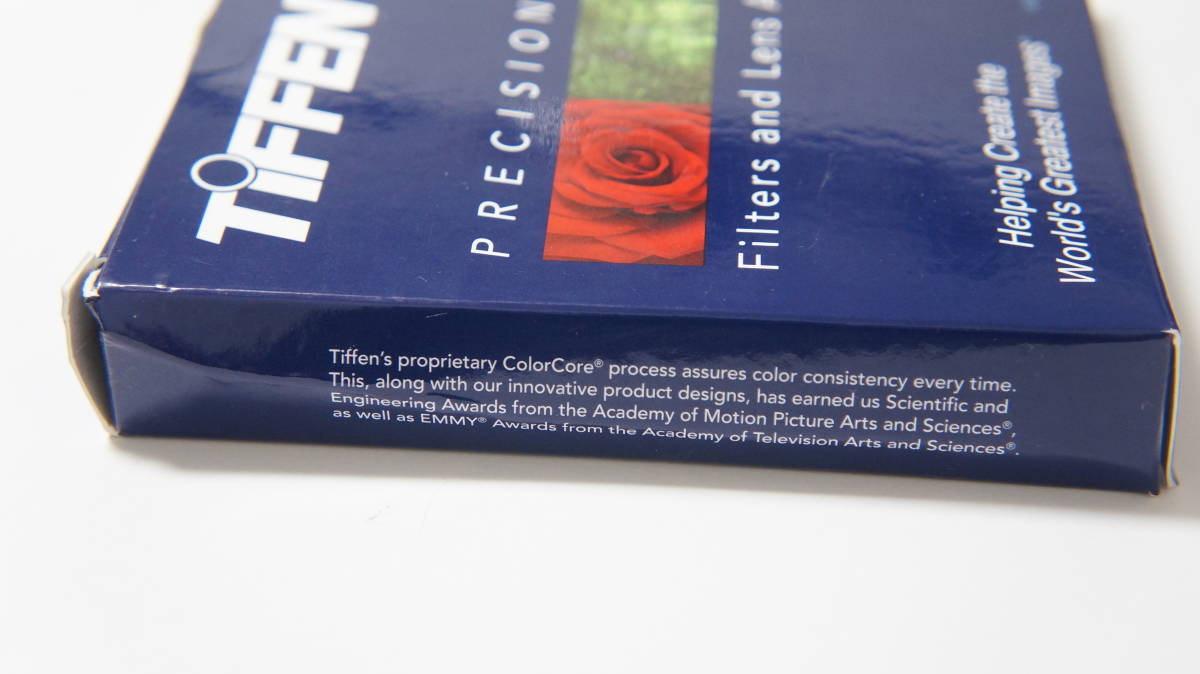 TIFFEN
PRECISION
Filters and Lens
Helping Create the
World's Greatest Images
Tiffen's proprietary ColorCore® process assures color consistency every time.
This, along with our innovative product designs, has earned us Scientific and
Engineering Awards from the Academy of Motion Picture Arts and Sciences®,
as well as EMMY® Awards from the Academy of Television Arts and Sciences®.